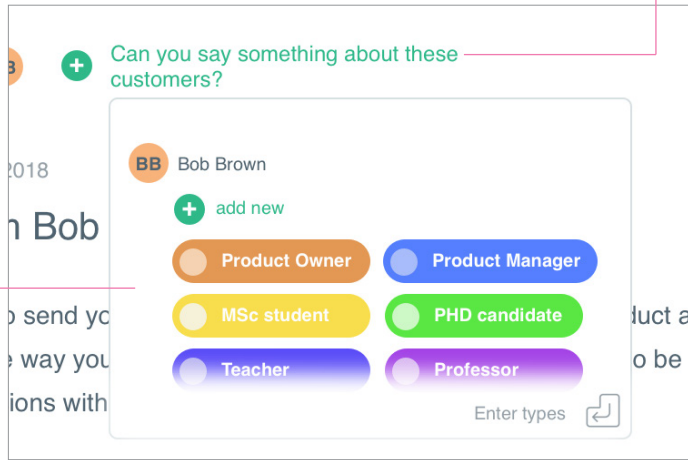 B
Can you say something about these
customers?
2018
BB Bob Brown
n Bob
add new
Product Owner Product Manager
o send yo duct a
MSc student PHD candidate
e way you o be
Teacher Professor
ions with
Enter types